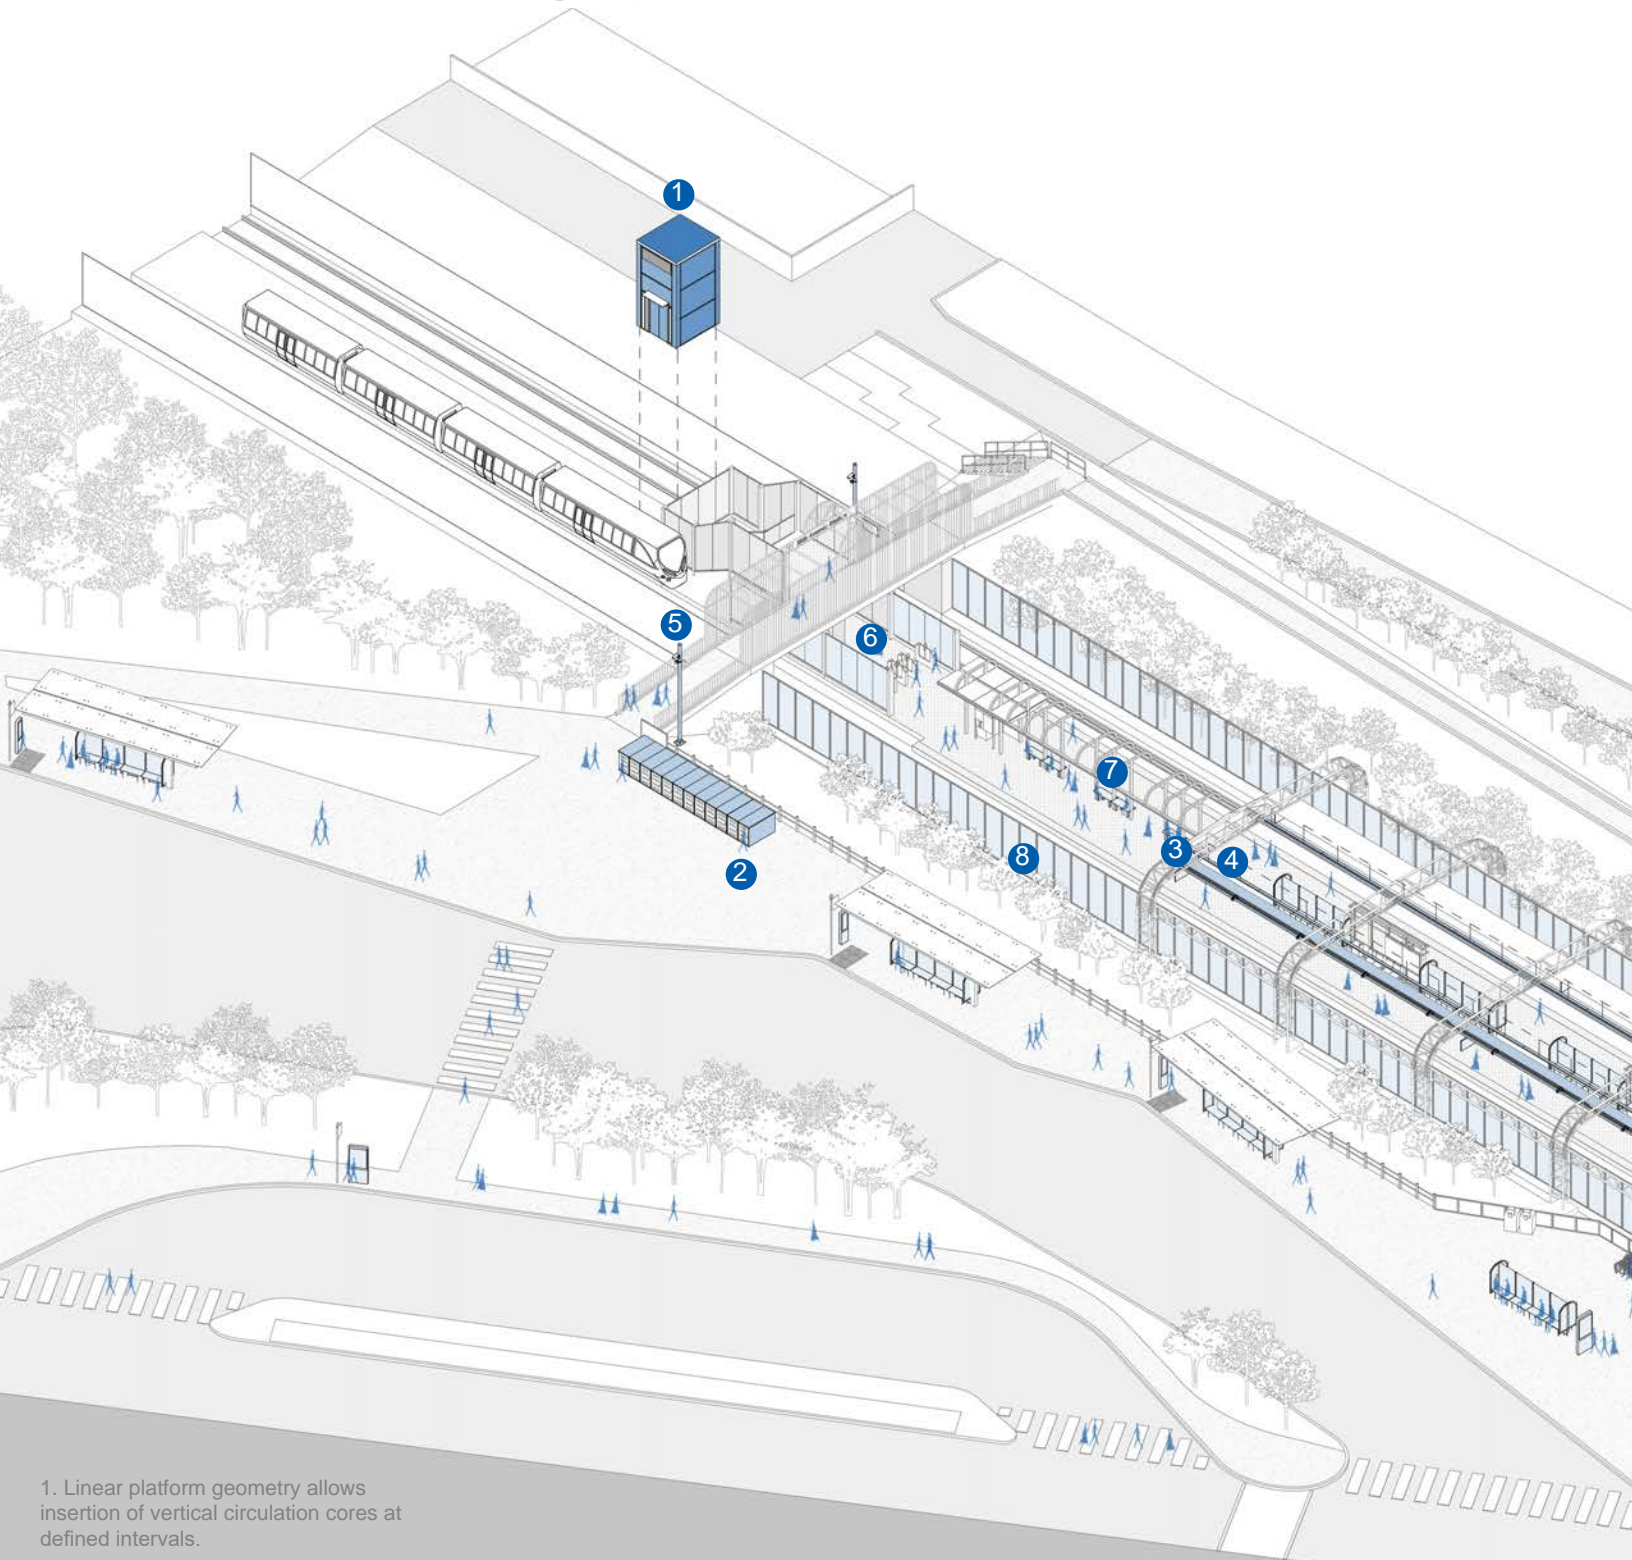 1
5
6
7
3
4
8
2
1. Linear platform geometry allows
insertion of vertical circulation cores at
defined intervals.